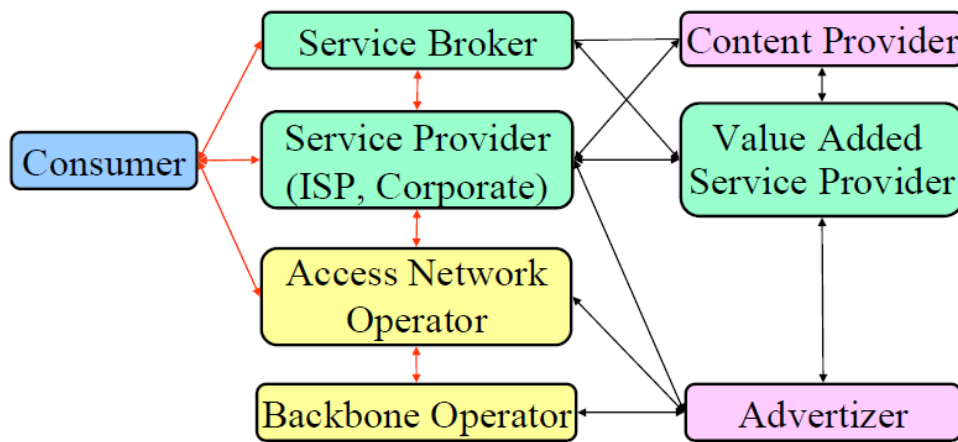 Service Broker
Content Provider
Consumer
Service Provider
(ISP, Corporate)
Value Added
Service Provider
Access Network
Operator
Backbone Operator
Advertizer